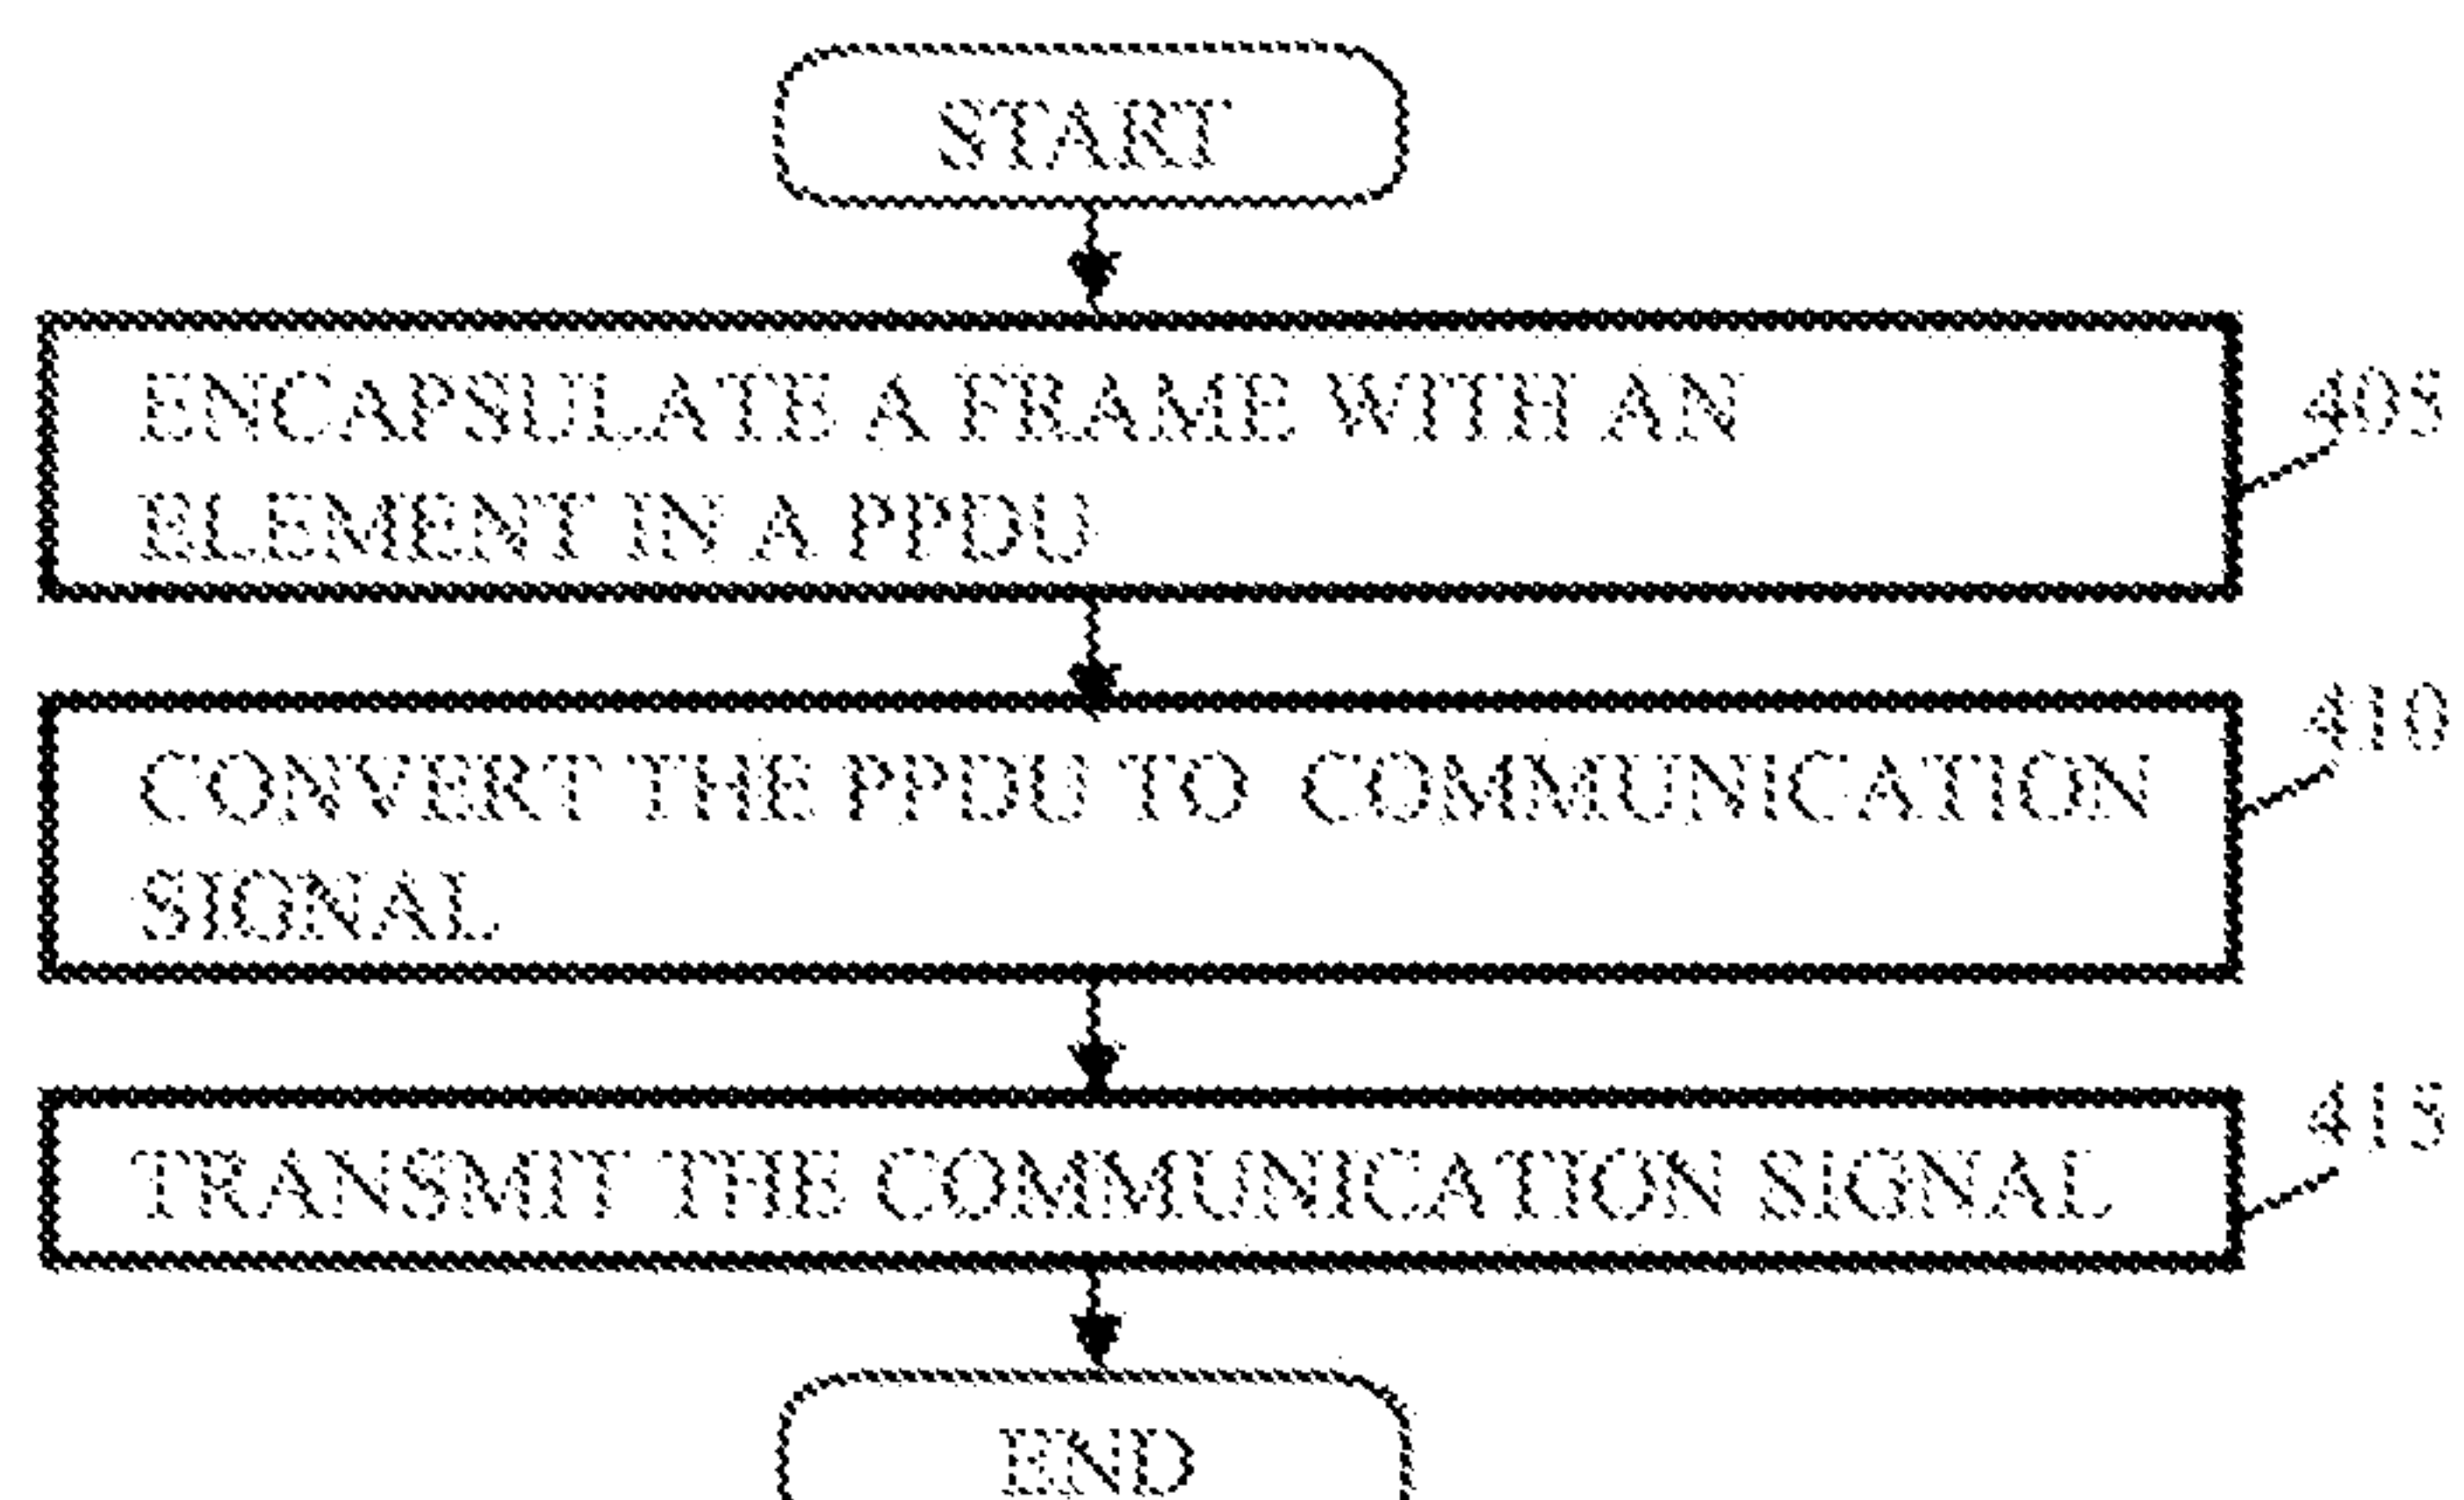 START
ENCAPSULATE A FRAME WITH AN
ELEMENT IN A PPDU
405
CONVERT THE PPDU TO COMMUNICATION
SIGNAL
410
TRANSMIT THE COMMUNICATION SIGNAL
415
END